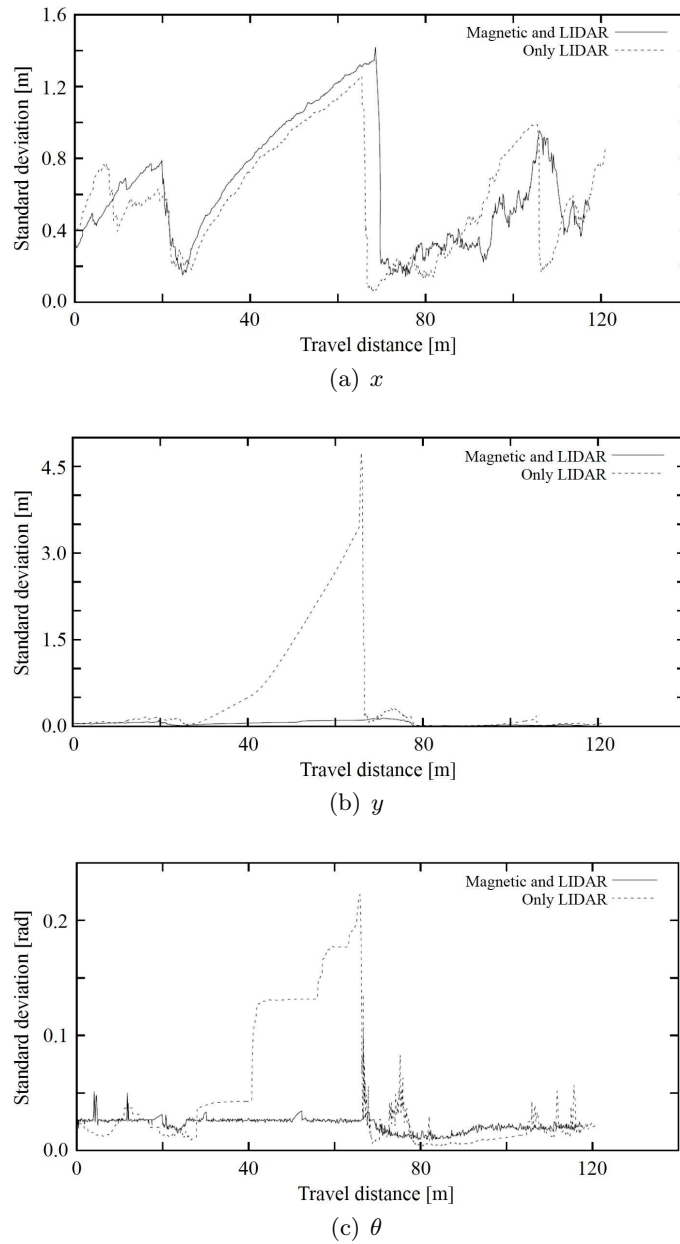 1.6
Magnetic and LIDAR
Only LIDAR
1.2
0.8
0.4
0.0
Standard deviation [m]
0 40 80 120
Travel distance [m]
(a) x
4.5
Magnetic and LIDAR
Only LIDAR
3.0
1.5
0.0
Standard deviation [m]
0 40 80 120
Travel distance [m]
(b) y
Magnetic and LIDAR
Only LIDAR
0.2
0.1
0.0
Standard deviation [rad]
0 40 80 120
Travel distance [m]
(c) θ